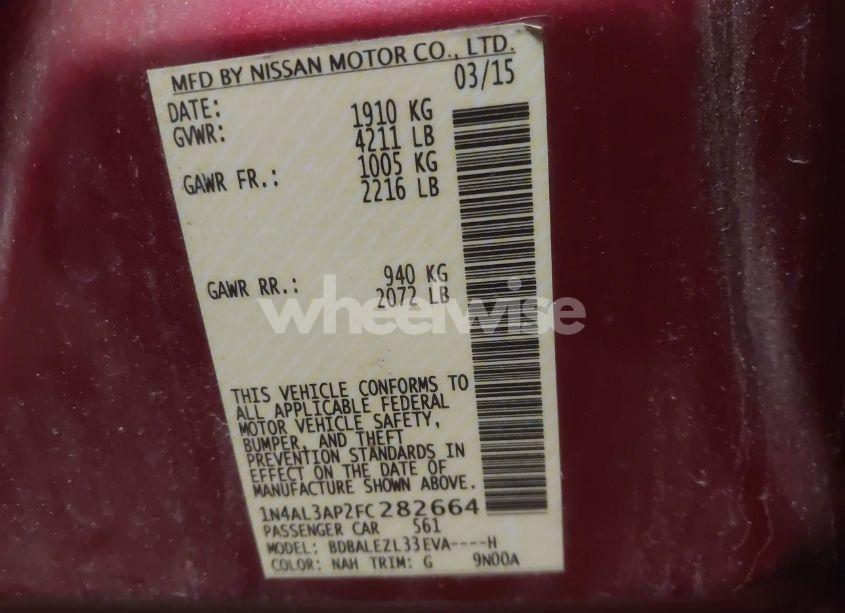 MFD BY NISSAN MOTOR CO., LTD.
DATE: 03/15
GVWR: 1910 KG
4211 LB
GAWR FR.: 1005 KG
2216 LB
GAWR RR.: 940 KG
2072 LB
wheelwise
THIS VEHICLE CONFORMS TO
ALL APPLICABLE FEDERAL
MOTOR VEHICLE SAFETY,
BUMPER, AND THEFT
PREVENTION STANDARDS IN
EFFECT ON THE DATE OF
MANUFACTURE SHOWN ABOVE.
1N4AL3AP2FC282664
PASSENGER CAR 561
MODEL: BDBALEZL33EVA----H
COLOR: NAH TRIM: G 9N00A